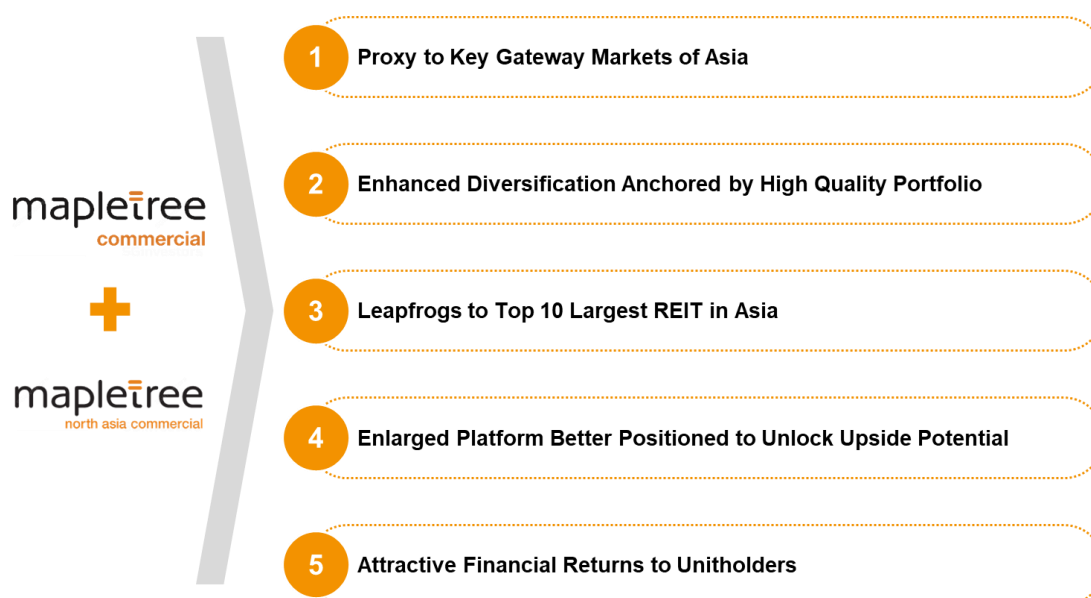 mapletree
commercial
mapletree
north asia commercial
1 Proxy to Key Gateway Markets of Asia
2 Enhanced Diversification Anchored by High Quality Portfolio
3 Leapfrogs to Top 10 Largest REIT in Asia
4 Enlarged Platform Better Positioned to Unlock Upside Potential
5 Attractive Financial Returns to Unitholders